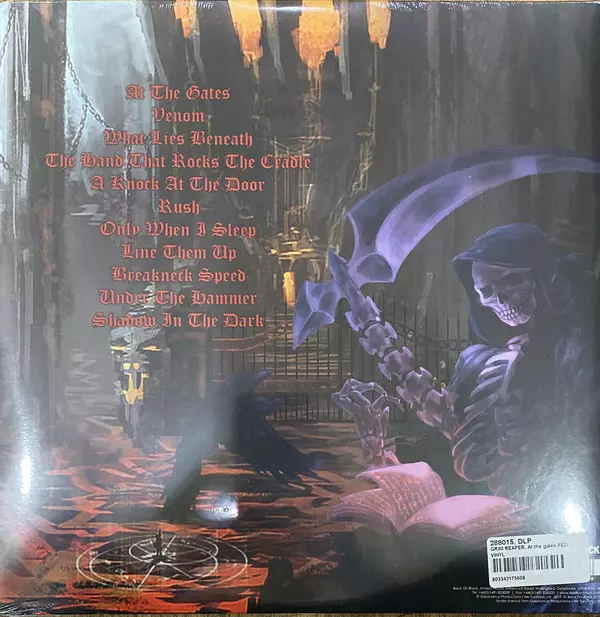 At The Gates
Venom
What Lies Beneath
The Hand That Rocks The Cradle
A Knock At The Door
Rush
Only When I Sleep
Line Them Up
Breakneck Speed
Under The Hammer
Shadow In The Dark
288015, DLP
GRIM REAPER, At the gates RED
VINYL
803343175608
CK